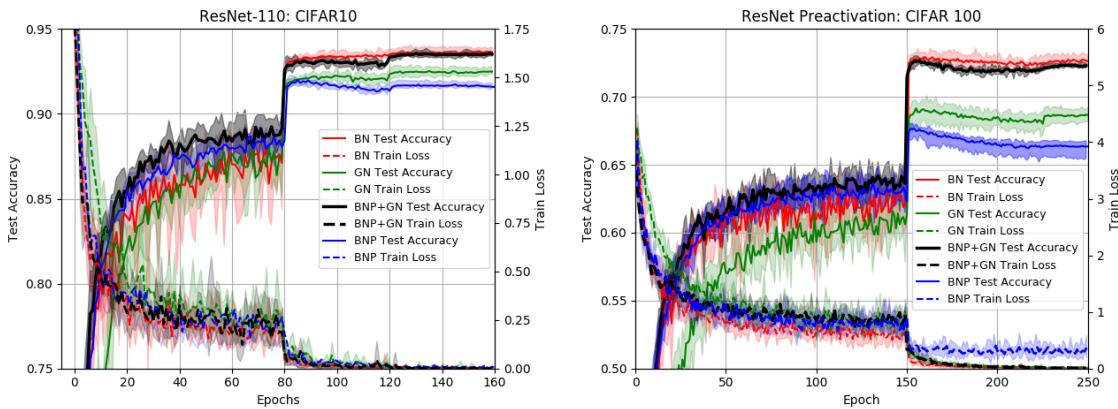 ResNet-110: CIFAR10
0.95
0.90
0.85
0.80
0.75
Test Accuracy
0 20 40 60 80 100 120 140 160
Epochs
1.75
1.50
1.25
1.00
0.75
0.50
0.25
0.00
Train Loss
BN Test Accuracy
BN Train Loss
GN Test Accuracy
GN Train Loss
BNP+GN Test Accuracy
BNP+GN Train Loss
BNP Test Accuracy
BNP Train Loss
ResNet Preactivation: CIFAR 100
0.75
0.70
0.65
0.60
0.55
0.50
Test Accuracy
0 50 100 150 200 250
Epoch
6
5
4
3
2
1
0
Train Loss
BN Test Accuracy
BN Train Loss
GN Test Accuracy
GN Train Loss
BNP+GN Test Accuracy
BNP+GN Train Loss
BNP Test Accuracy
BNP Train Loss